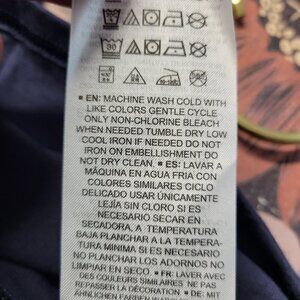 30
▪ EN: MACHINE WASH COLD WITH
LIKE COLORS GENTLE CYCLE
ONLY NON-CHLORINE BLEACH
WHEN NEEDED TUMBLE DRY LOW
COOL IRON IF NEEDED DO NOT
IRON ON EMBELLISHMENT DO
NOT DRY CLEAN. ▪ ES: LAVAR A
MÁQUINA EN AGUA FRIA CON
COLORES SIMILARES CICLO
DELICADO USAR ÚNICAMENTE
LEJÍA SIN CLORO SI ES
NECESARIO SECAR EN
SECADORA, A TEMPERATURA
BAJA PLANCHAR A LA TEMPERA-
TURA MÍNIMA SI ES NECESARIO
NO PLANCHAR LOS ADORNOS NO
LIMPIAR EN SECO. ▪ FR: LAVER AVEC
DES COULEURS SIMILAIRES NE PAS
REPASSER LA DÉCORATION ▪ DE: MIT
ÄHNLICHEN FARBEN WASCHEN